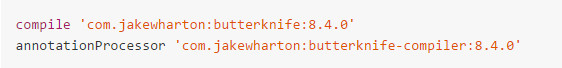 compile 'com.jakewharton:butterknife:8.4.0'
annotationProcessor 'com.jakewharton:butterknife-compiler:8.4.0'